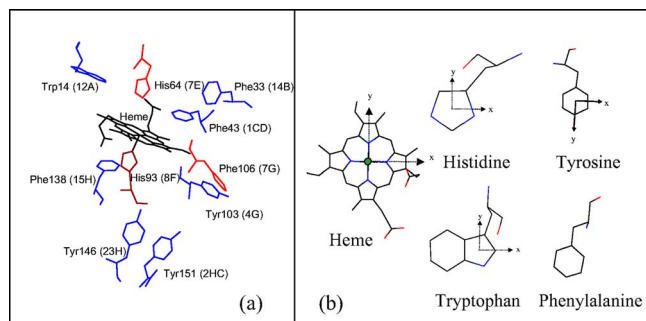 Trp14 (12A)
His64 (7E)
Phe33 (14B)
Heme
Phe43 (1CD)
Phe106 (7G)
Phe138 (15H)
His93 (8F)
Tyr103 (4G)
Tyr146 (23H)
Tyr151 (2HC)
(a)
y
x
Heme
y
x
Histidine
x
y
Tyrosine
y
x
Tryptophan
Phenylalanine
(b)